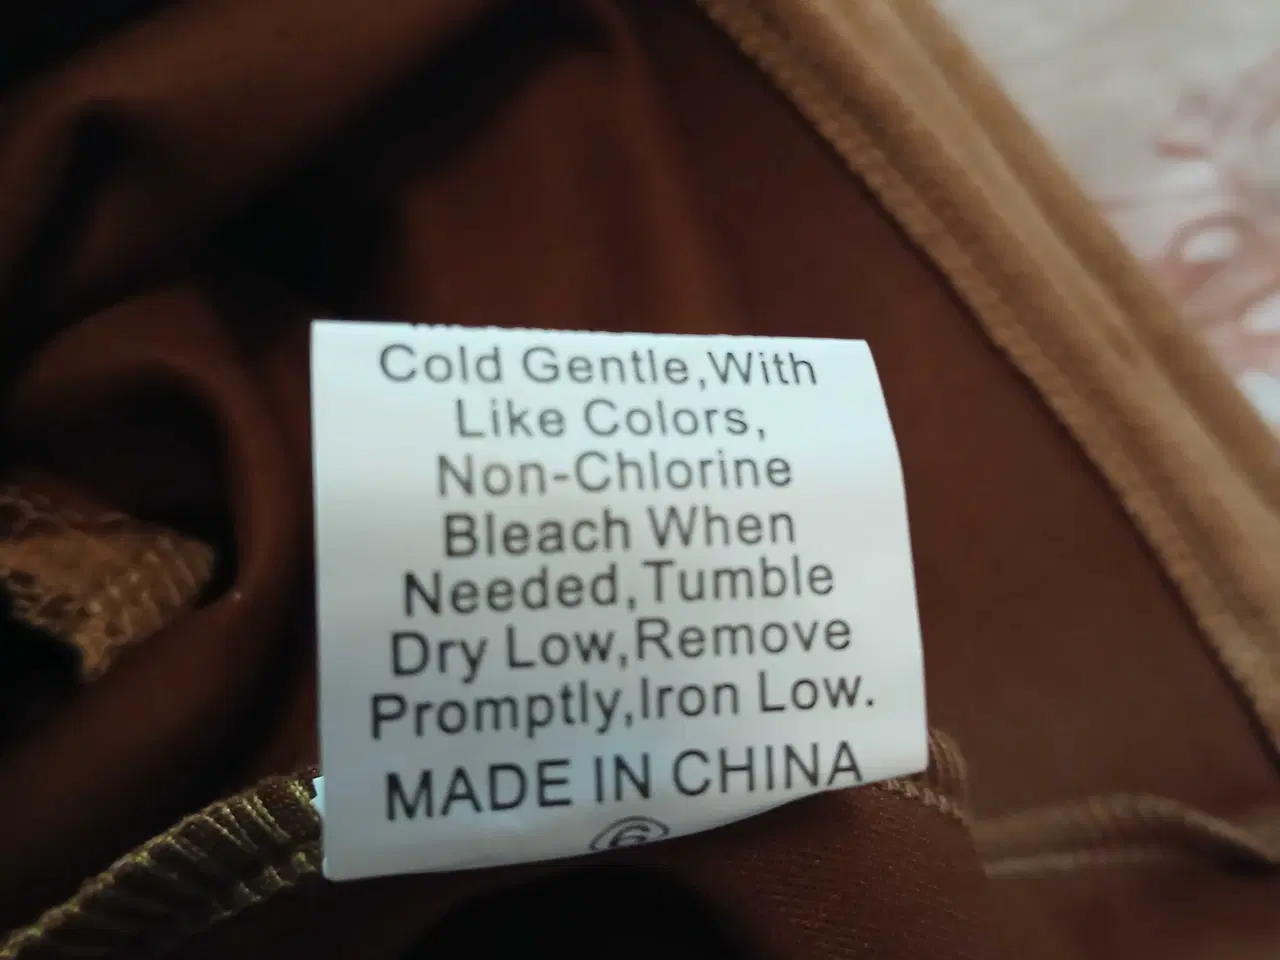 Cold Gentle,With
Like Colors,
Non-Chlorine
Bleach When
Needed,Tumble
Dry Low,Remove
Promptly,Iron Low.
MADE IN CHINA
6